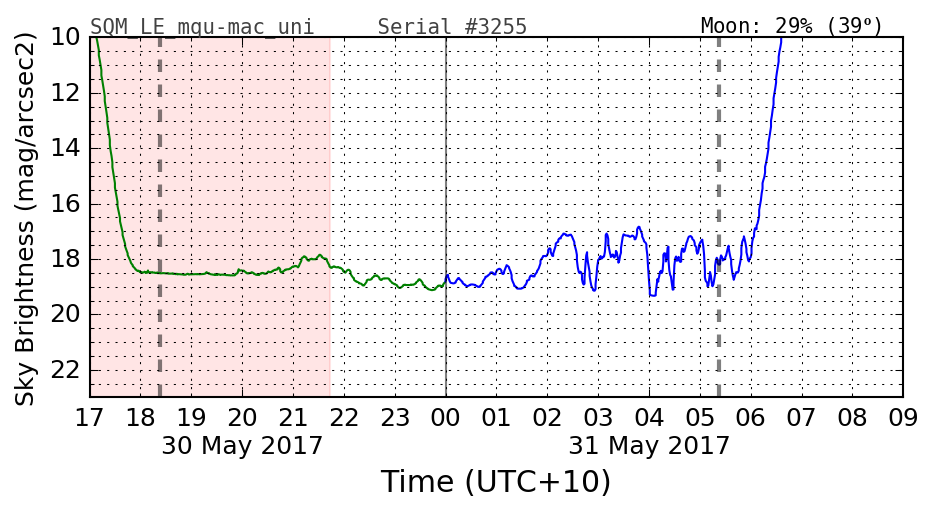 SQM_LE_mqu-mac_uni Serial #3255 Moon: 29% (39°)
Sky Brightness (mag/arcsec2)
10
12
14
16
18
20
22
17 18 19 20 21 22 23 00 01 02 03 04 05 06 07 08 09
30 May 2017 31 May 2017
Time (UTC+10)